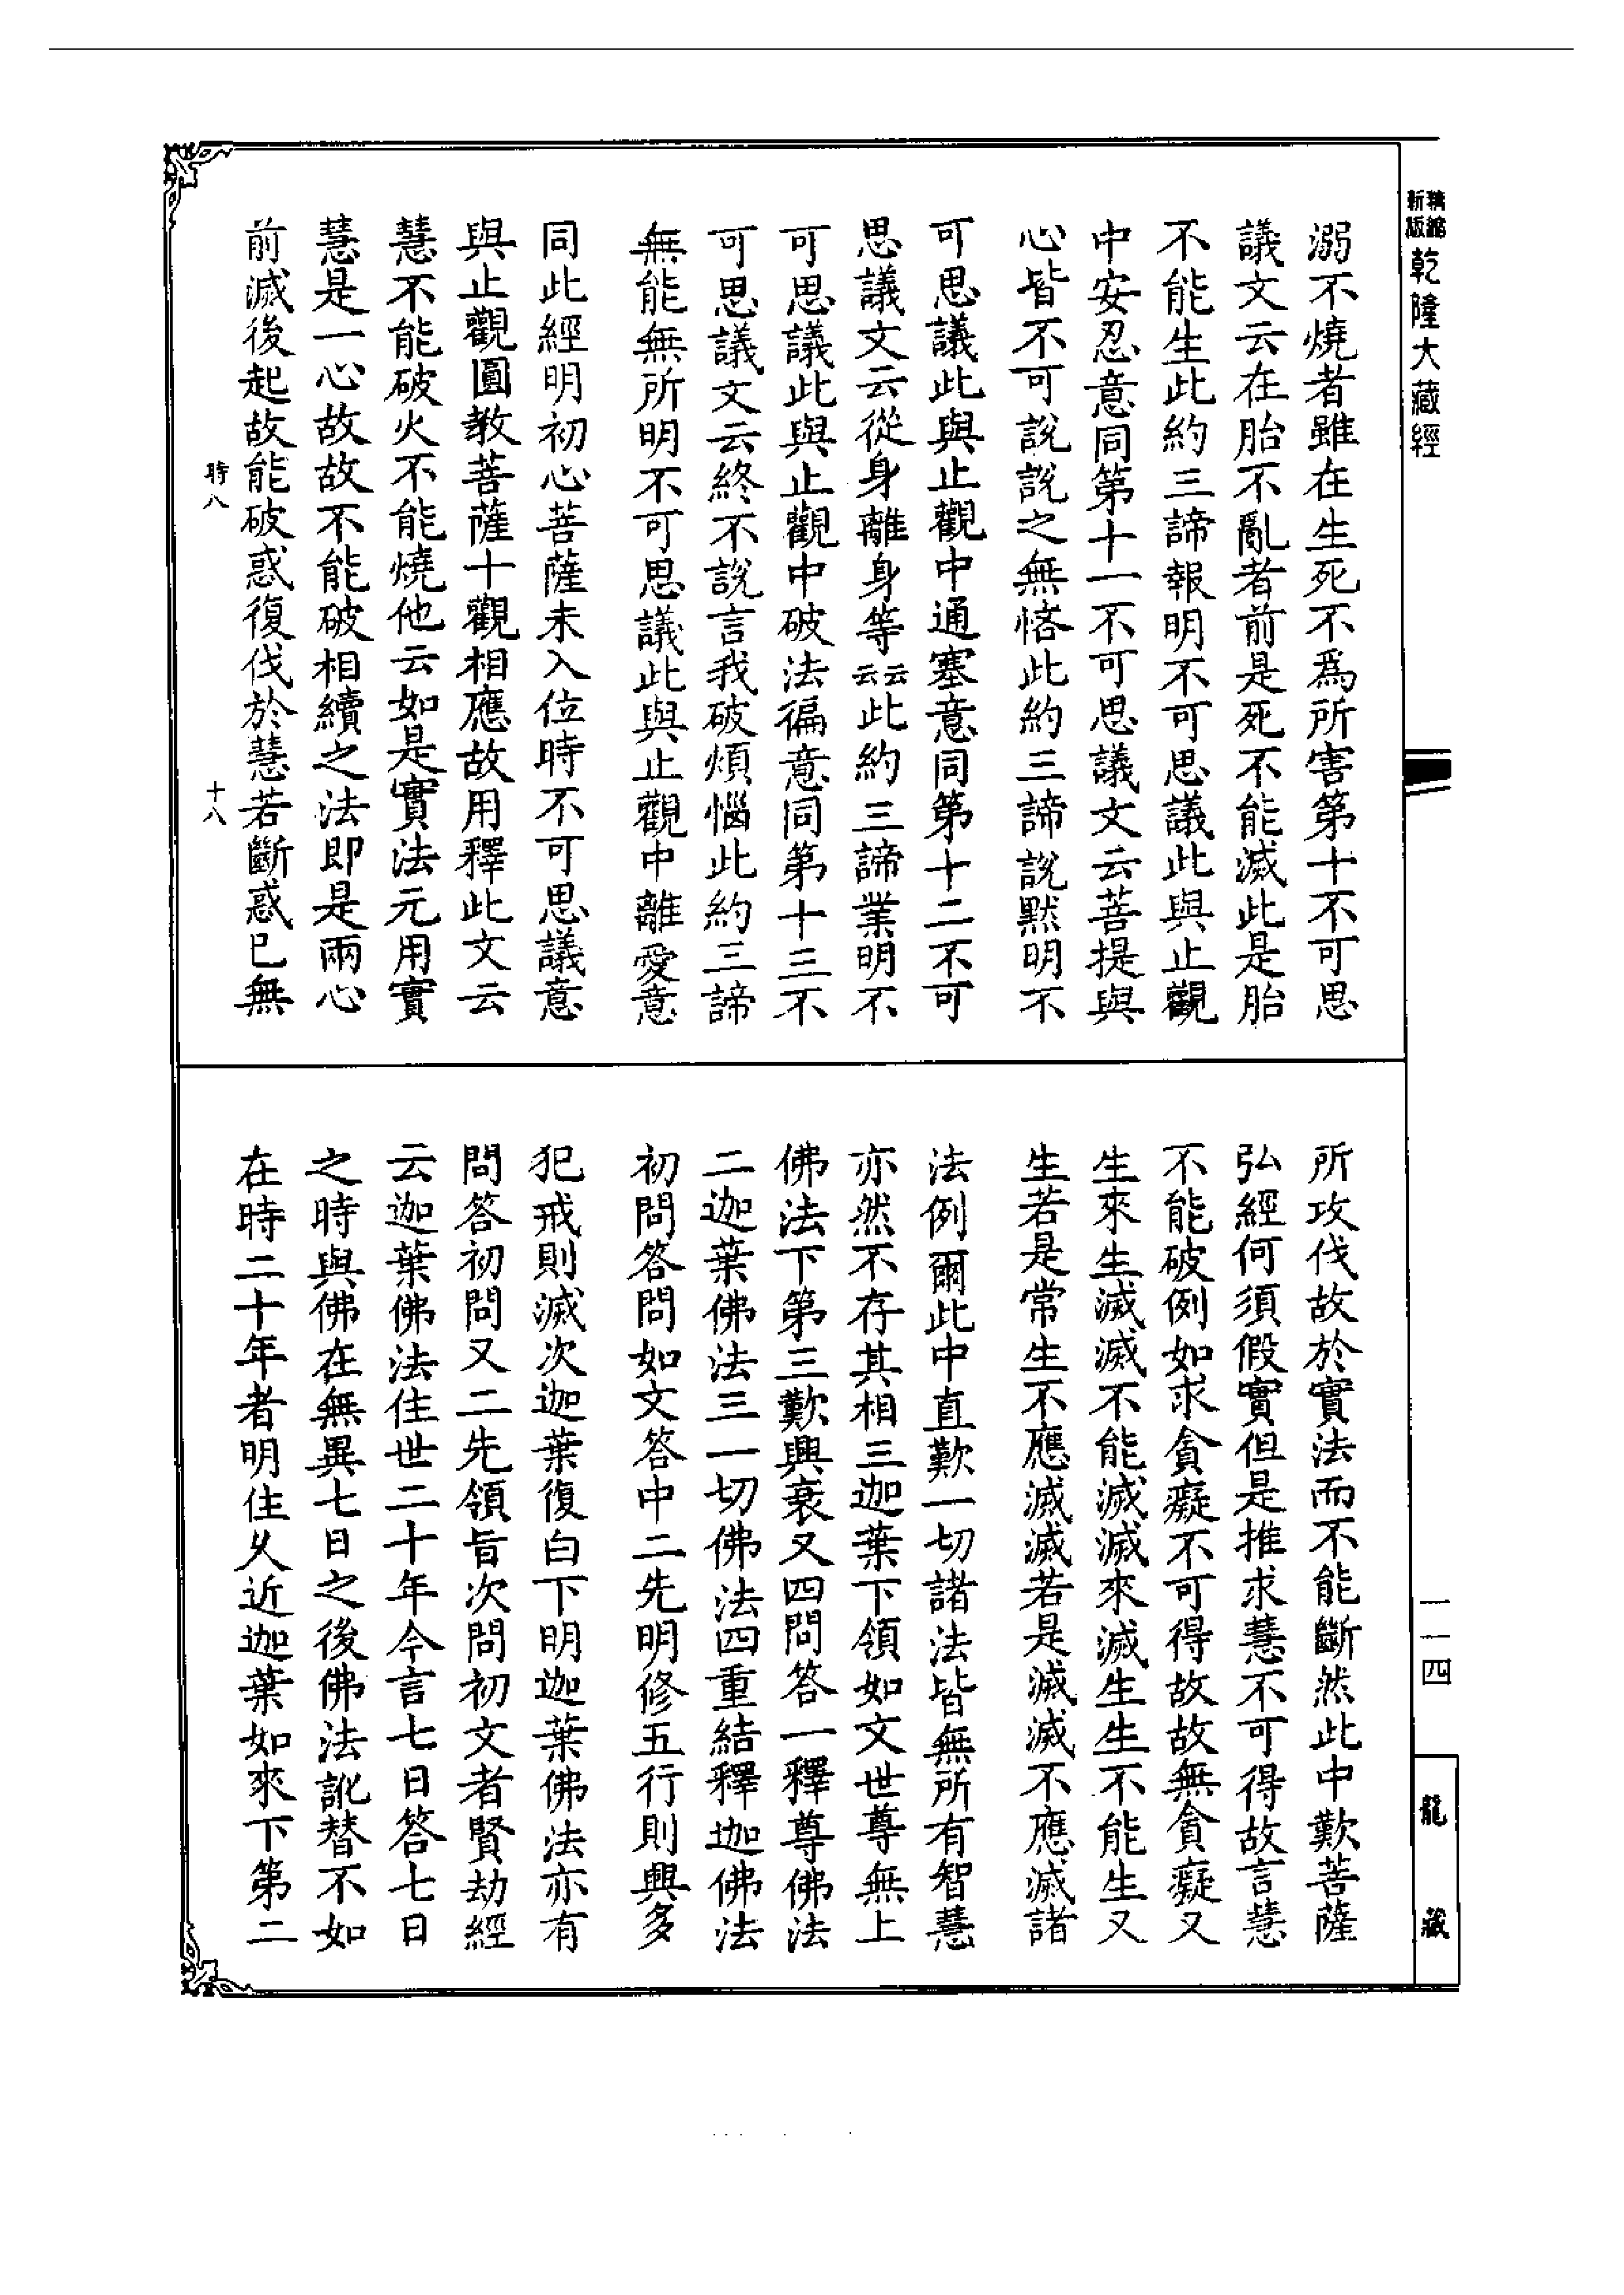 精縮新版
乾隆大藏經
溺不燒者雖在生死不爲所害第十不可思
議文云在胎不亂者前是死不能滅此是胎
不能生此約三諦報明不可思議此與止觀
中安忍意同第十一不可思議文云菩提與
心皆不可說說之無悋此約三諦說默明不
可思議此與止觀中通塞意同第十二不可
思議文云從身離身等云云此約三諦業明不
可思議此與止觀中破法徧意同第十三不
可思議文云終不說言我破煩惱此約三諦
無能無所明不可思議此與止觀中離愛意
同此經明初心菩薩未入位時不可思議意
與止觀圓教菩薩十觀相應故用釋此文云
慧不能破火不能燒他云如是實法元用實
慧是一心故故不能破相續之法即是兩心
前滅後起故能破惑復伐於慧若斷惑已無
時八
十八
所攻伐故於實法而不能斷然此中歎菩薩
弘經何須假實但是推求慧不可得故言慧
不能破例如求貪癡不可得故故無貪癡又
生來生滅滅不能滅滅來滅生生不能生又
生若是常生不應滅滅若是滅滅不應滅諸
法例爾此中直歎一切諸法皆無所有智慧
亦然不存其相三迦葉下領如文世尊無上
佛法下第三歎興衰又四問答一釋尊佛法
二迦葉佛法三一切佛法四重結釋迦佛法
初問答問如文答中二先明修五行則興多
犯戒則滅次迦葉復白下明迦葉佛法亦有
問答初問又二先領旨次問初文者賢劫經
云迦葉佛法住世二十年今言七日答七日
之時與佛在無異七日之後佛法訛替不如
在時二十年者明住久近迦葉如來下第二
一一四
龍藏